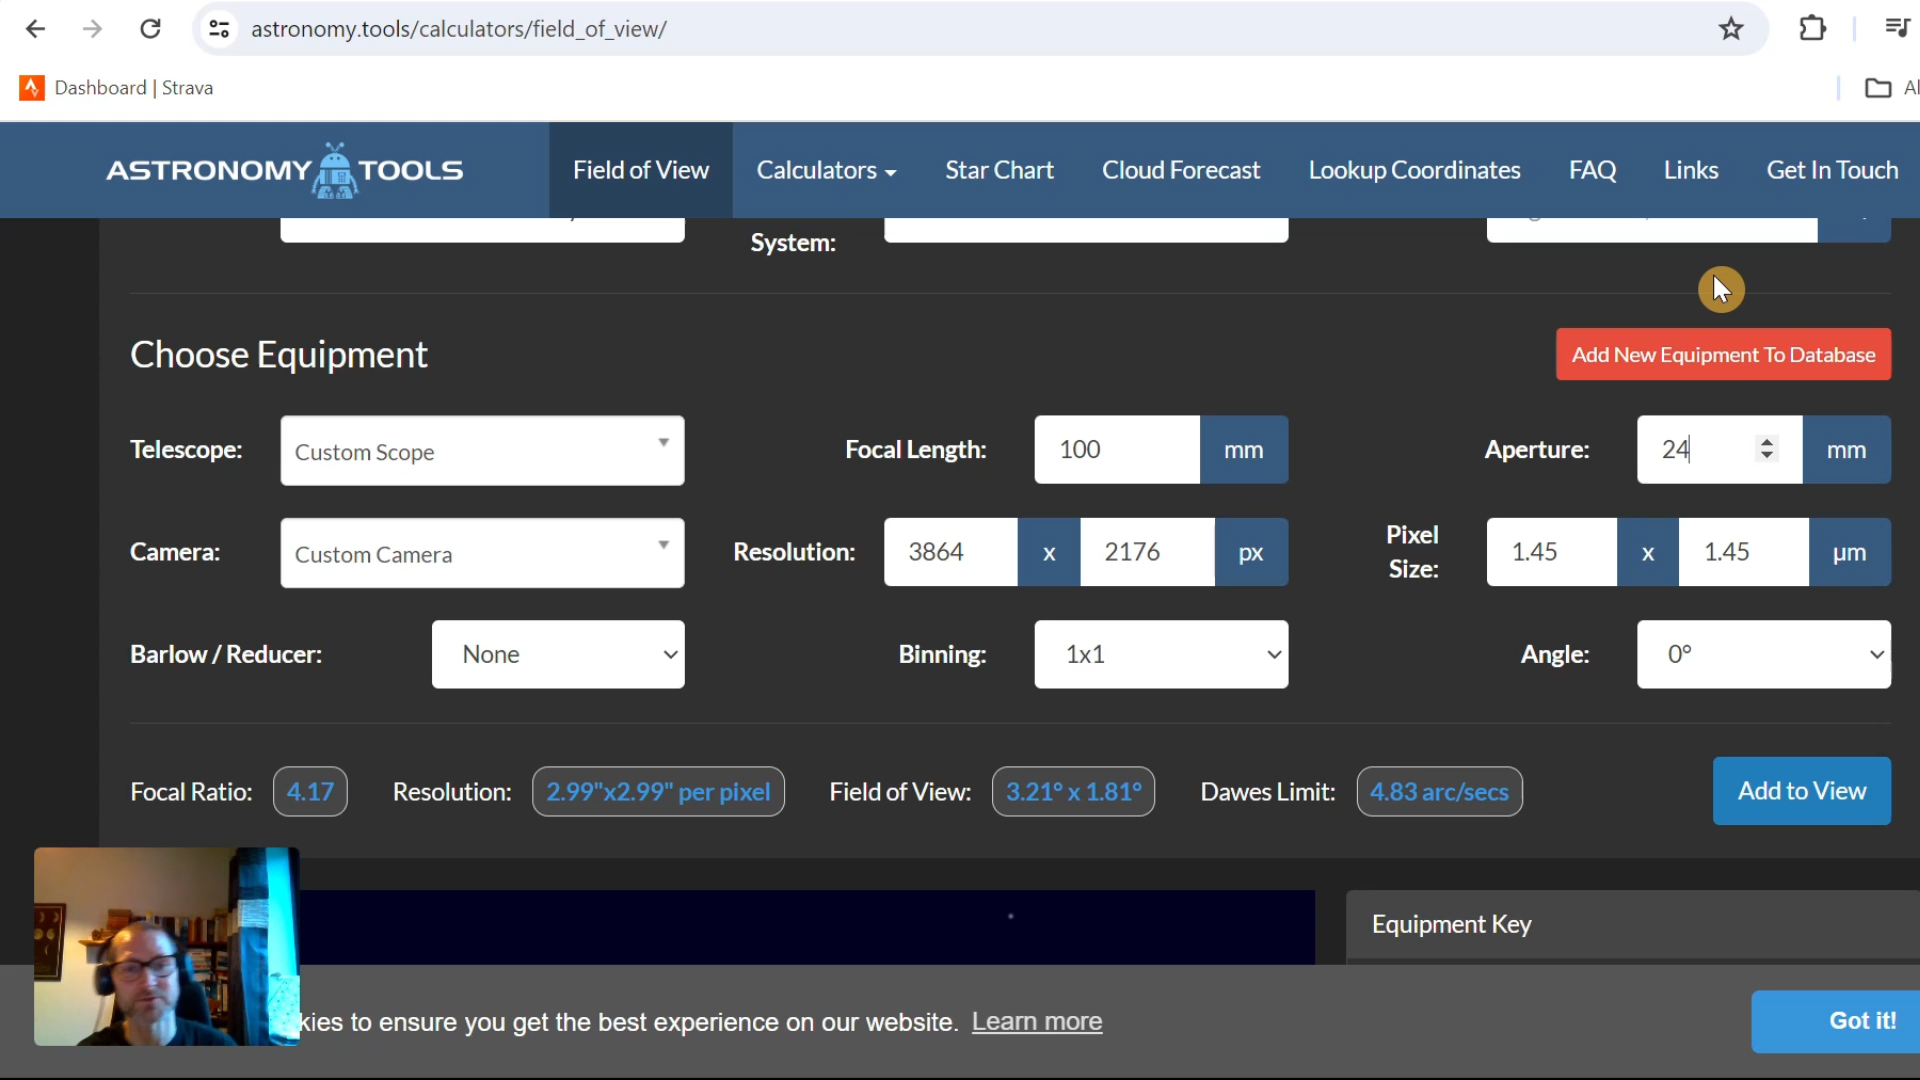 astronomy.tools/calculators/field_of_view/
Dashboard | Strava
Al
ASTRONOMY TOOLS
Field of View
Calculators
Star Chart
Cloud Forecast
Lookup Coordinates
FAQ
Links
Get In Touch
System:
Choose Equipment
Add New Equipment To Database
Telescope:
Custom Scope
Focal Length:
100
mm
Aperture:
24
mm
Camera:
Custom Camera
Resolution:
3864
x
2176
px
Pixel
Size:
1.45
x
1.45
µm
Barlow / Reducer:
None
Binning:
1x1
Angle:
0°
Focal Ratio:
4.17
Resolution:
2.99"x2.99" per pixel
Field of View:
3.21° x 1.81°
Dawes Limit:
4.83 arc/secs
Add to View
Equipment Key
kies to ensure you get the best experience on our website. Learn more
Got it!